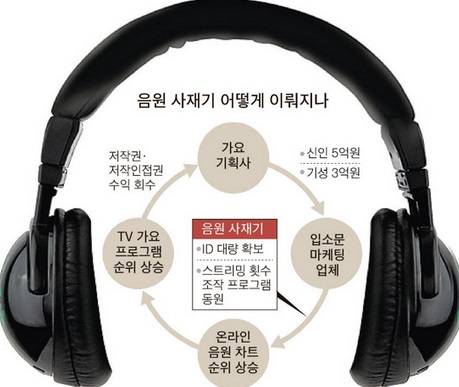 음원 사재기 어떻게 이뤄지나
가요
기획사
저작권·
저작인접권
수익 회수
• 신인 5억원
• 기성 3억원
TV 가요
프로그램
순위 상승
음원 사재기
• ID 대량 확보
• 스트리밍 횟수
조작 프로그램
동원
입소문
마케팅
업체
온라인
음원 차트
순위 상승